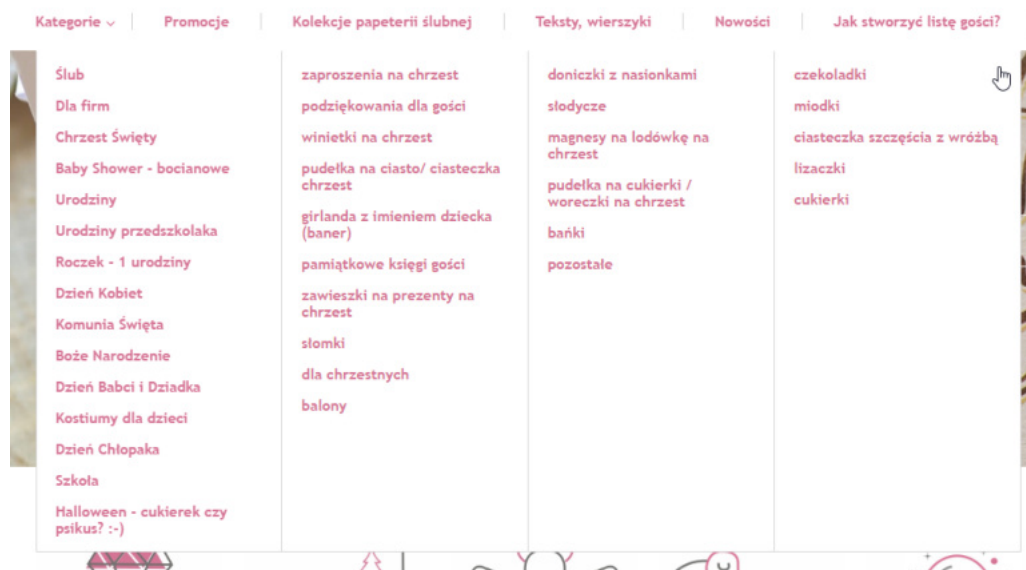 Kategorie
Promocje
Kolekcje papeterii ślubnej
Teksty, wierszyki
Nowości
Jak stworzyć listę gości?
Ślub
Dla firm
Chrzest Święty
Baby Shower - bocianowe
Urodziny
Urodziny przedszkolaka
Roczek - 1 urodziny
Dzień Kobiet
Komunia Święta
Boże Narodzenie
Dzień Babci i Dziadka
Kostiumy dla dzieci
Dzień Chłopaka
Szkoła
Halloween - cukierek czy
psikus? :-)
zaproszenia na chrzest
podziękowania dla gości
winietki na chrzest
pudełka na ciasto/ ciasteczka
chrzest
girlanda z imieniem dziecka
(baner)
pamiątkowe księgi gości
zawieszki na prezenty na
chrzest
słomki
dla chrzestnych
balony
doniczki z nasionkami
słodycze
magnesy na lodówkę na
chrzest
pudełka na cukierki /
woreczki na chrzest
bańki
pozostałe
czekoladki
miodki
ciasteczka szczęścia z wróżbą
lizaczki
cukierki